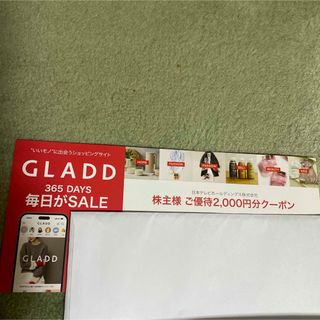 "いいモノ"に出会うショッピングサイト
GLADD
365 DAYS
毎日がSALE
日本テレビホールディングス株式会社
株主様 ご優待2,000円分クーポン
GLADD